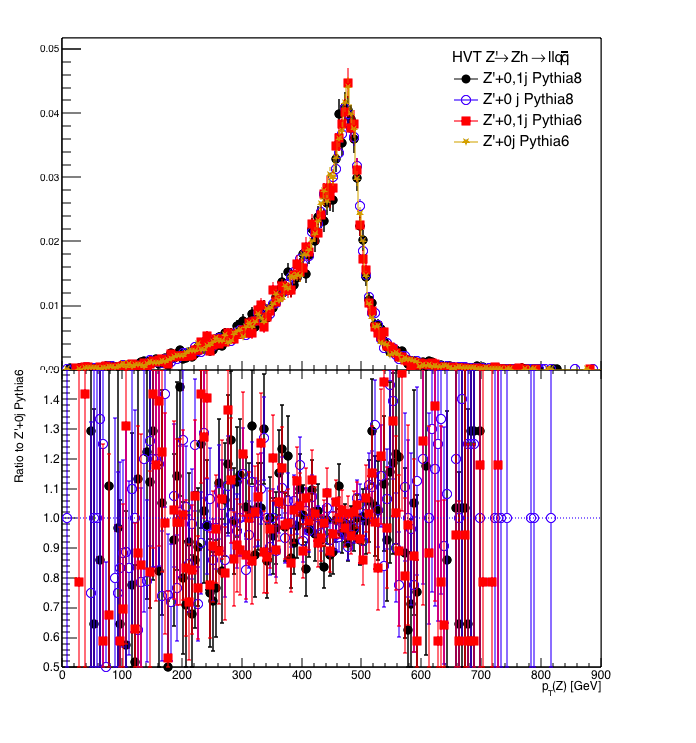 HVT Z'→Zh→llqq̄
Z'+0,1j Pythia8
Z'+0 j Pythia8
Z'+0,1j Pythia6
Z'+0j Pythia6
0.05
0.04
0.03
0.02
0.01
0.00
Ratio to Z'+0j Pythia6
1.4
1.3
1.2
1.1
1.0
0.9
0.8
0.7
0.6
0.5
0 100 200 300 400 500 600 700 800 900
p_T(Z) [GeV]